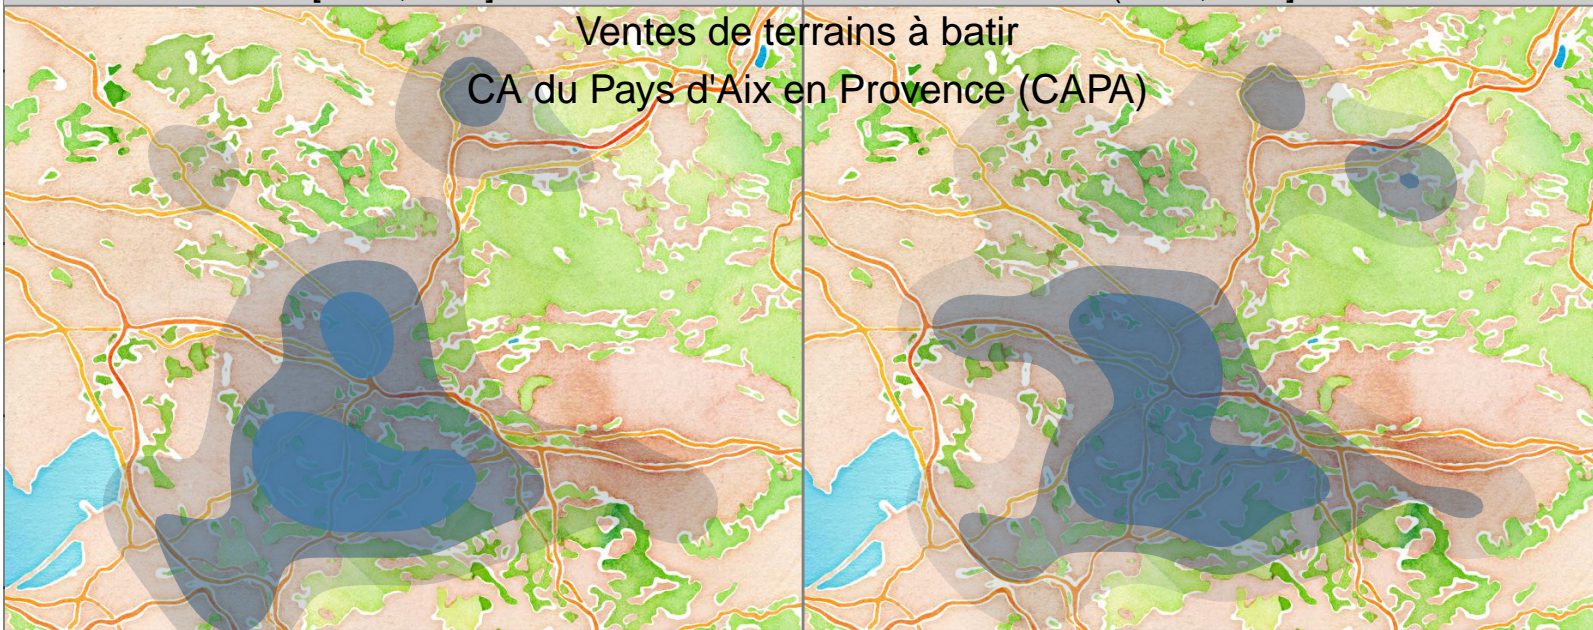 Ventes de terrains à batir
CA du Pays d'Aix en Provence (CAPA)